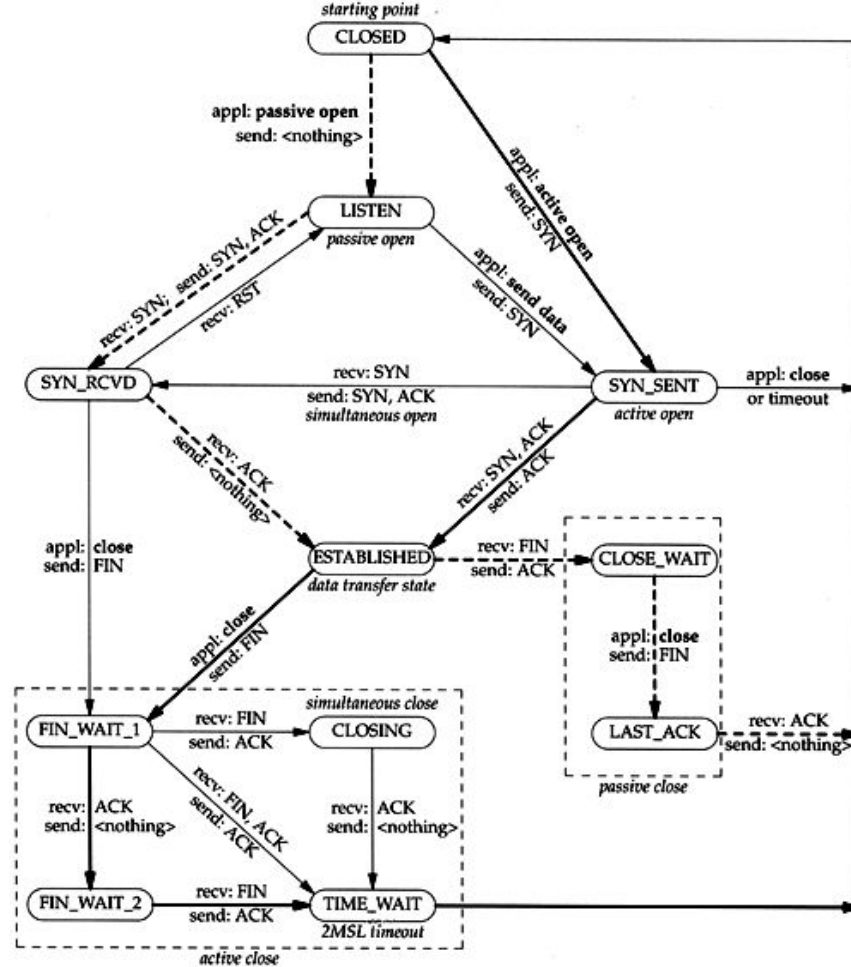 starting point
CLOSED
appl: passive open
send: <nothing>
appl: active open
send: SYN
LISTEN
passive open
recv: SYN; send: SYN, ACK
recv: RST
appl: send data
send: SYN
SYN_RCVD
recv: SYN
send: SYN, ACK
simultaneous open
SYN_SENT
active open
appl: close
or timeout
recv: ACK
send: <nothing>
recv: SYN, ACK
send: ACK
appl: close
send: FIN
ESTABLISHED
data transfer state
recv: FIN
send: ACK
CLOSE_WAIT
appl: close
send: FIN
appl: close
send: FIN
simultaneous close
FIN_WAIT_1
recv: FIN
send: ACK
CLOSING
LAST_ACK
recv: ACK
send: <nothing>
passive close
recv: ACK
send: <nothing>
recv: FIN, ACK
send: ACK
recv: ACK
send: <nothing>
FIN_WAIT_2
recv: FIN
send: ACK
TIME_WAIT
2MSL timeout
active close